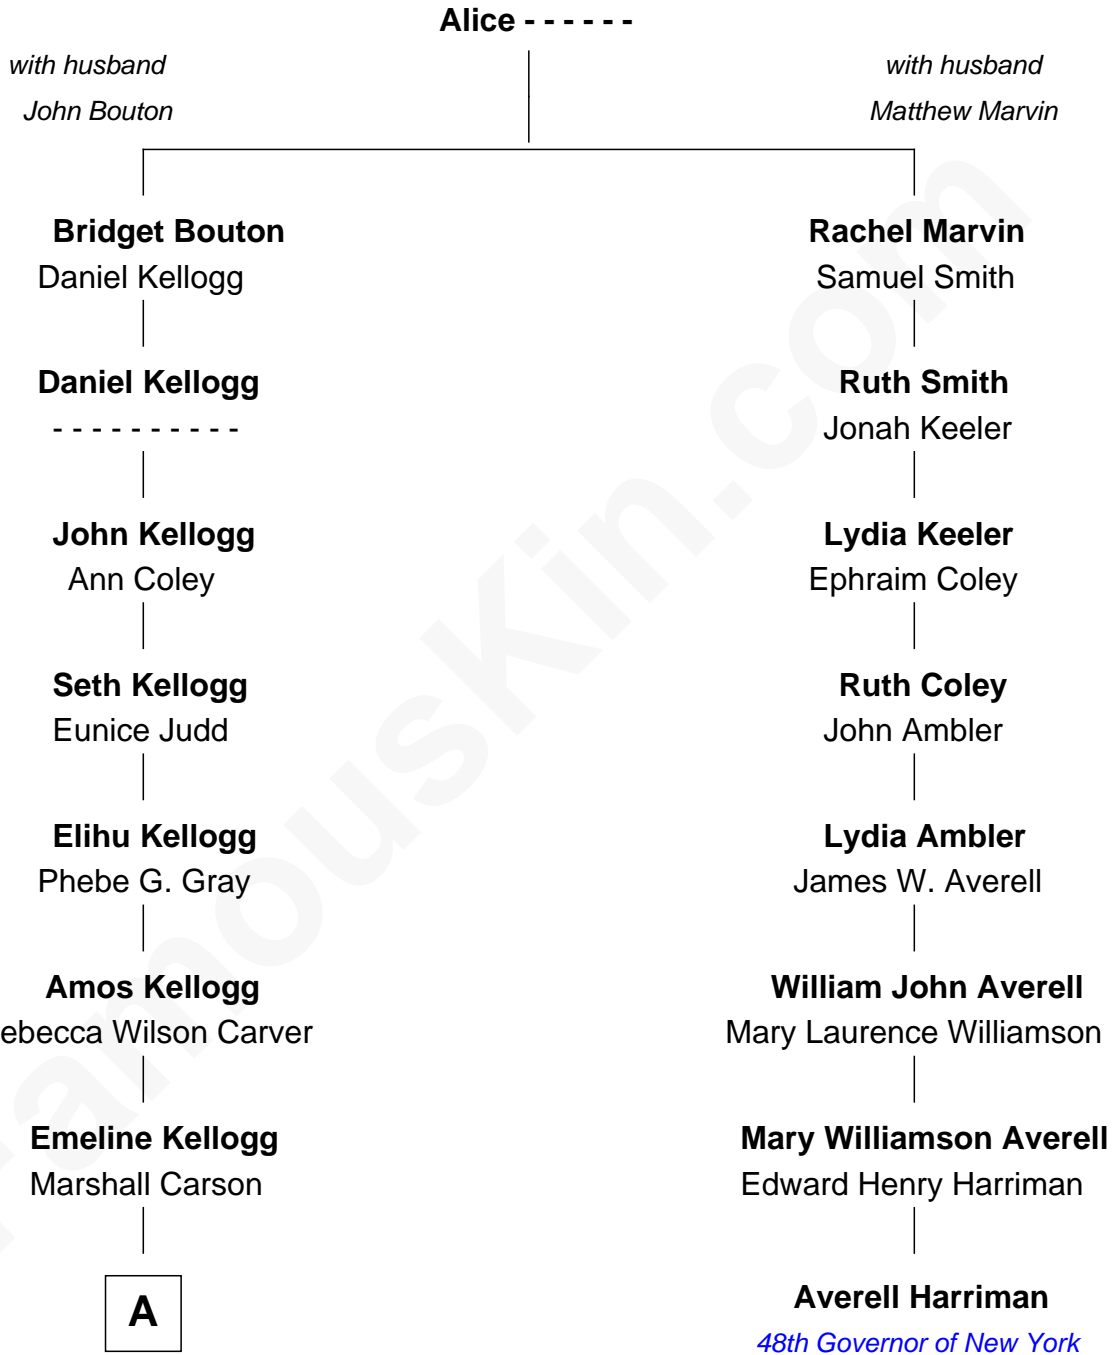 Alice - - - - - -
with husband
John Bouton
with husband
Matthew Marvin
Bridget Bouton
Daniel Kellogg
Rachel Marvin
Samuel Smith
Daniel Kellogg
- - - - - - - - - -
Ruth Smith
Jonah Keeler
John Kellogg
Ann Coley
Lydia Keeler
Ephraim Coley
Seth Kellogg
Eunice Judd
Ruth Coley
John Ambler
Elihu Kellogg
Phebe G. Gray
Lydia Ambler
James W. Averell
Amos Kellogg
ebecca Wilson Carver
William John Averell
Mary Laurence Williamson
Emeline Kellogg
Marshall Carson
Mary Williamson Averell
Edward Henry Harriman
A
Averell Harriman
48th Governor of New York
FamousKin.com